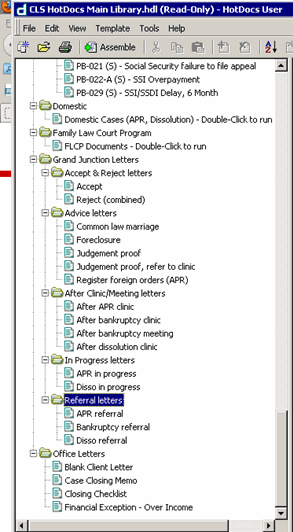 CLS HotDocs Main Library.hdl (Read-Only) - HotDocs User
File Edit View Template Tools Help
Assemble
PB-021 (S) - Social Security failure to file appeal
PB-022-A (S) - SSI Overpayment
PB-029 (S) - SSI/SSDI Delay, 6 Month
Domestic
Domestic Cases (APR, Dissolution) - Double-Click to run
Family Law Court Program
FLCP Documents - Double-Click to run
Grand Junction Letters
Accept & Reject letters
Accept
Reject (combined)
Advice letters
Common law marriage
Foreclosure
Judgement proof
Judgement proof, refer to clinic
Register foreign orders (APR)
After Clinic/Meeting letters
After APR clinic
After bankruptcy clinic
After bankruptcy meeting
After dissolution clinic
In Progress letters
APR in progress
Disso in progress
Referral letters
APR referral
Bankruptcy referral
Disso referral
Office Letters
Blank Client Letter
Case Closing Memo
Closing Checklist
Financial Exception - Over Income